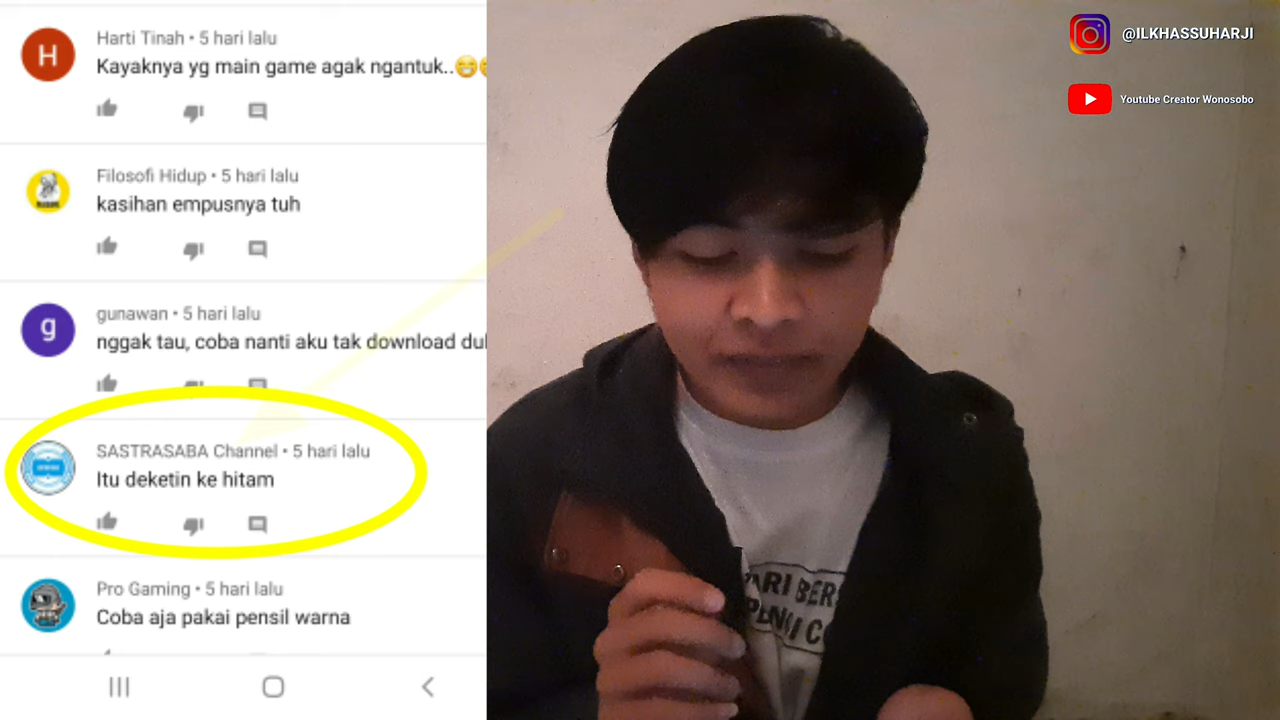 Harti Tinah • 5 hari lalu
Kayaknya yg main game agak ngantuk..😁
Filosofi Hidup • 5 hari lalu
kasihan empusnya tuh
gunawan • 5 hari lalu
nggak tau, coba nanti aku tak download
SASTRASABA Channel • 5 hari lalu
Itu deketin ke hitam
Pro Gaming • 5 hari lalu
Coba aja pakai pensil warna
H
g
@ILKHASSUHARJI
Youtube Creator Wonosobo